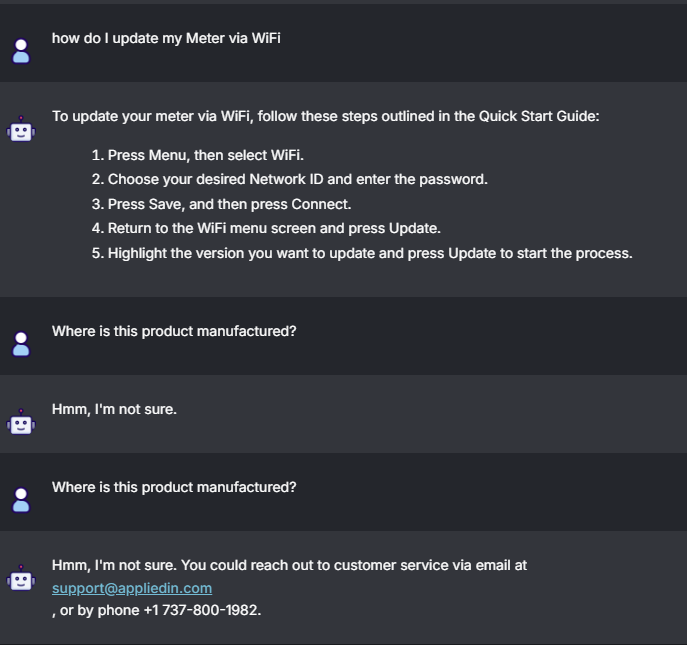 how do I update my Meter via WiFi
To update your meter via WiFi, follow these steps outlined in the Quick Start Guide:
1. Press Menu, then select WiFi.
2. Choose your desired Network ID and enter the password.
3. Press Save, and then press Connect.
4. Return to the WiFi menu screen and press Update.
5. Highlight the version you want to update and press Update to start the process.
Where is this product manufactured?
Hmm, I'm not sure.
Where is this product manufactured?
Hmm, I'm not sure. You could reach out to customer service via email at
support@appliedin.com
, or by phone +1 737-800-1982.